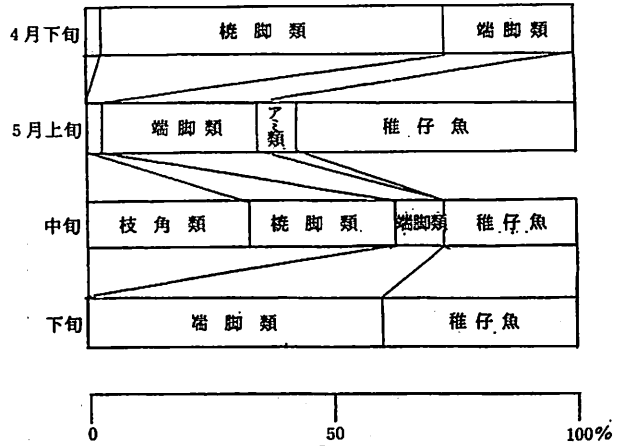 4月下旬 橈脚類 端脚類
5月上旬 端脚類 アミ類 稚仔魚
中旬 枝角類 橈脚類 端脚類 稚仔魚
下旬 端脚類 稚仔魚
0 50 100%